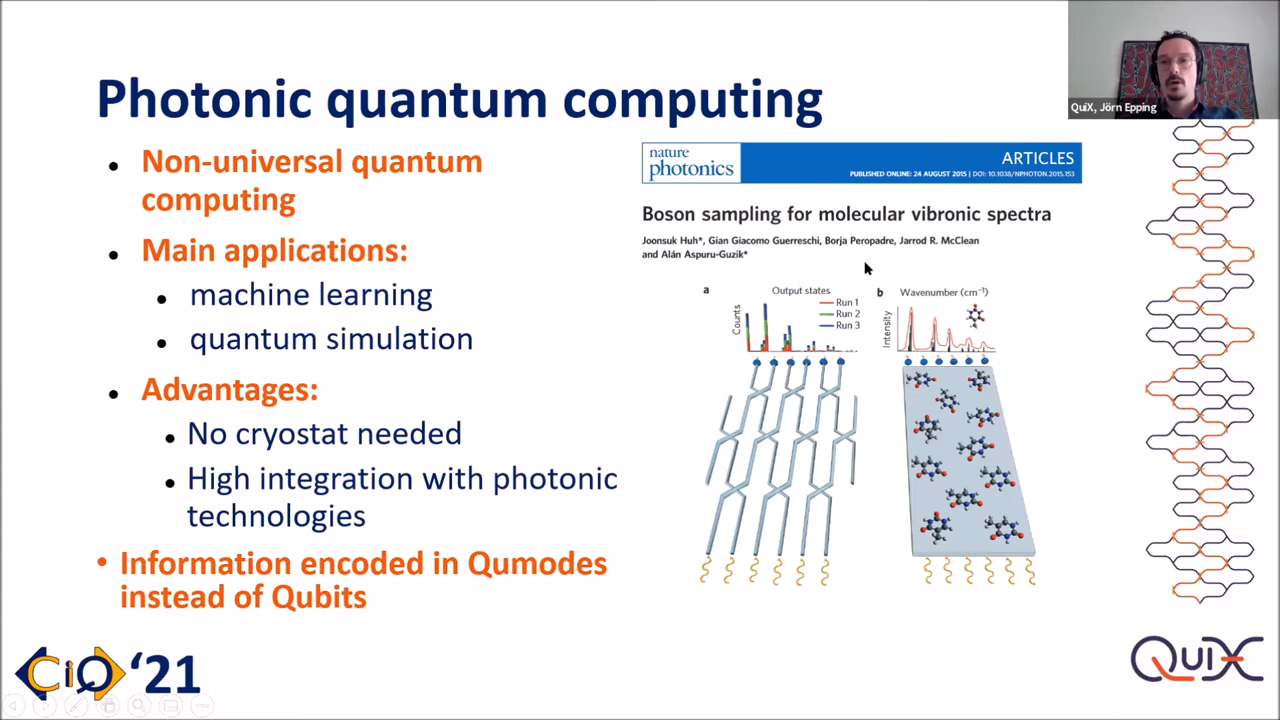 Photonic quantum computing
QuiX, Jörn Epping
Non-universal quantum
computing
Main applications:
machine learning
quantum simulation
Advantages:
No cryostat needed
High integration with photonic
technologies
Information encoded in Qumodes
instead of Qubits
nature
photonics
ARTICLES
PUBLISHED ONLINE: 24 AUGUST 2015 | DOI: 10.1038/NPHOTON.2015.153
Boson sampling for molecular vibronic spectra
Joonsuk Huh*, Gian Giacomo Guerreschi, Borja Peropadre, Jarrod R. McClean
and Alán Aspuru-Guzik*
a
Output states
Counts
Run 1
Run 2
Run 3
b
Wavenumber (cm⁻¹)
Intensity
CiQ '21
QuiX